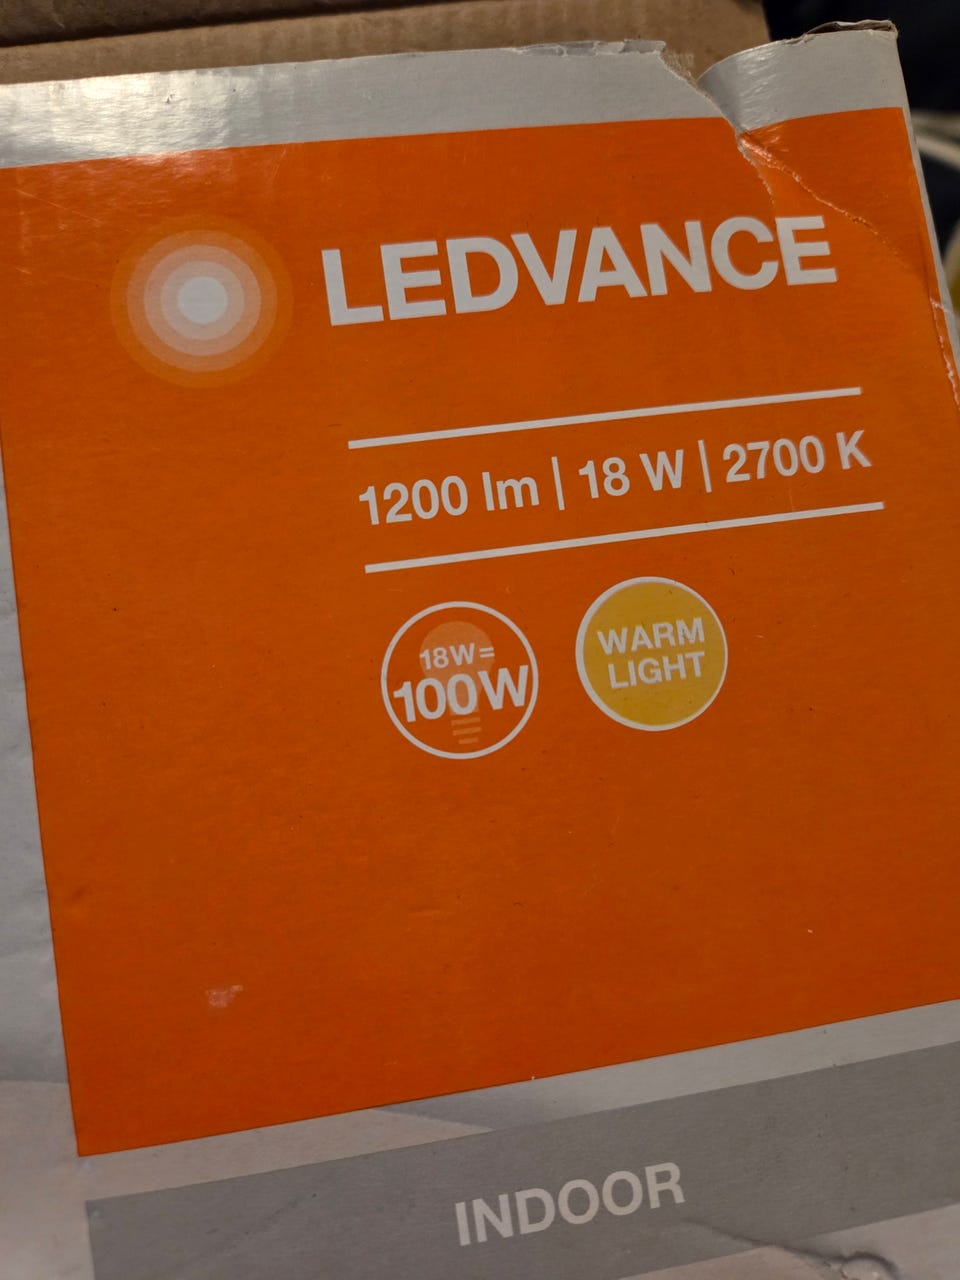 LEDVANCE
1200 lm | 18 W | 2700 K
18W=
100W
WARM
LIGHT
INDOOR